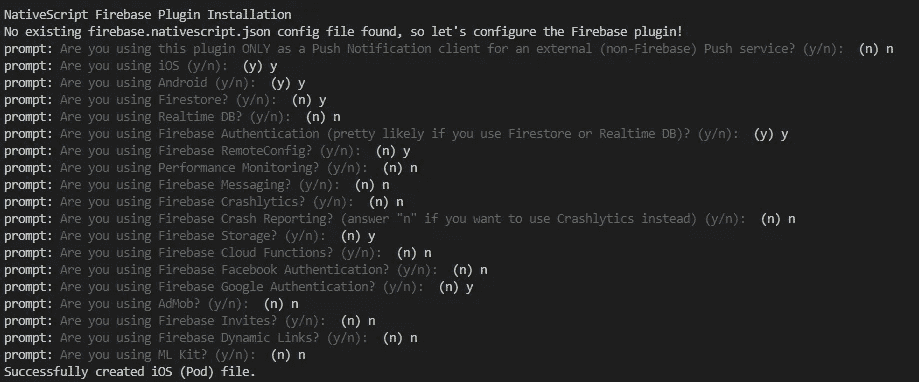 NativeScript Firebase Plugin Installation
No existing firebase.nativescript.json config file found, so let's configure the Firebase plugin!
prompt: Are you using this plugin ONLY as a Push Notification client for an external (non-Firebase) Push service? (y/n):  (n) n
prompt: Are you using iOS (y/n):  (y) y
prompt: Are you using Android (y/n):  (y) y
prompt: Are you using Firestore? (y/n):  (n) y
prompt: Are you using Realtime DB? (y/n):  (n) n
prompt: Are you using Firebase Authentication (pretty likely if you use Firestore or Realtime DB)? (y/n):  (y) y
prompt: Are you using Firebase RemoteConfig? (y/n):  (n) y
prompt: Are you using Performance Monitoring? (y/n):  (n) n
prompt: Are you using Firebase Messaging? (y/n):  (n) n
prompt: Are you using Firebase Crashlytics? (y/n):  (n) n
prompt: Are you using Firebase Crash Reporting? (answer "n" if you want to use Crashlytics instead) (y/n):  (n) n
prompt: Are you using Firebase Storage? (y/n):  (n) y
prompt: Are you using Firebase Cloud Functions? (y/n):  (n) n
prompt: Are you using Firebase Facebook Authentication? (y/n):  (n) n
prompt: Are you using Firebase Google Authentication? (y/n):  (n) y
prompt: Are you using AdMob? (y/n):  (n) n
prompt: Are you using Firebase Invites? (y/n):  (n) n
prompt: Are you using Firebase Dynamic Links? (y/n):  (n) n
prompt: Are you using ML Kit? (y/n):  (n) n
Successfully created iOS (Pod) file.